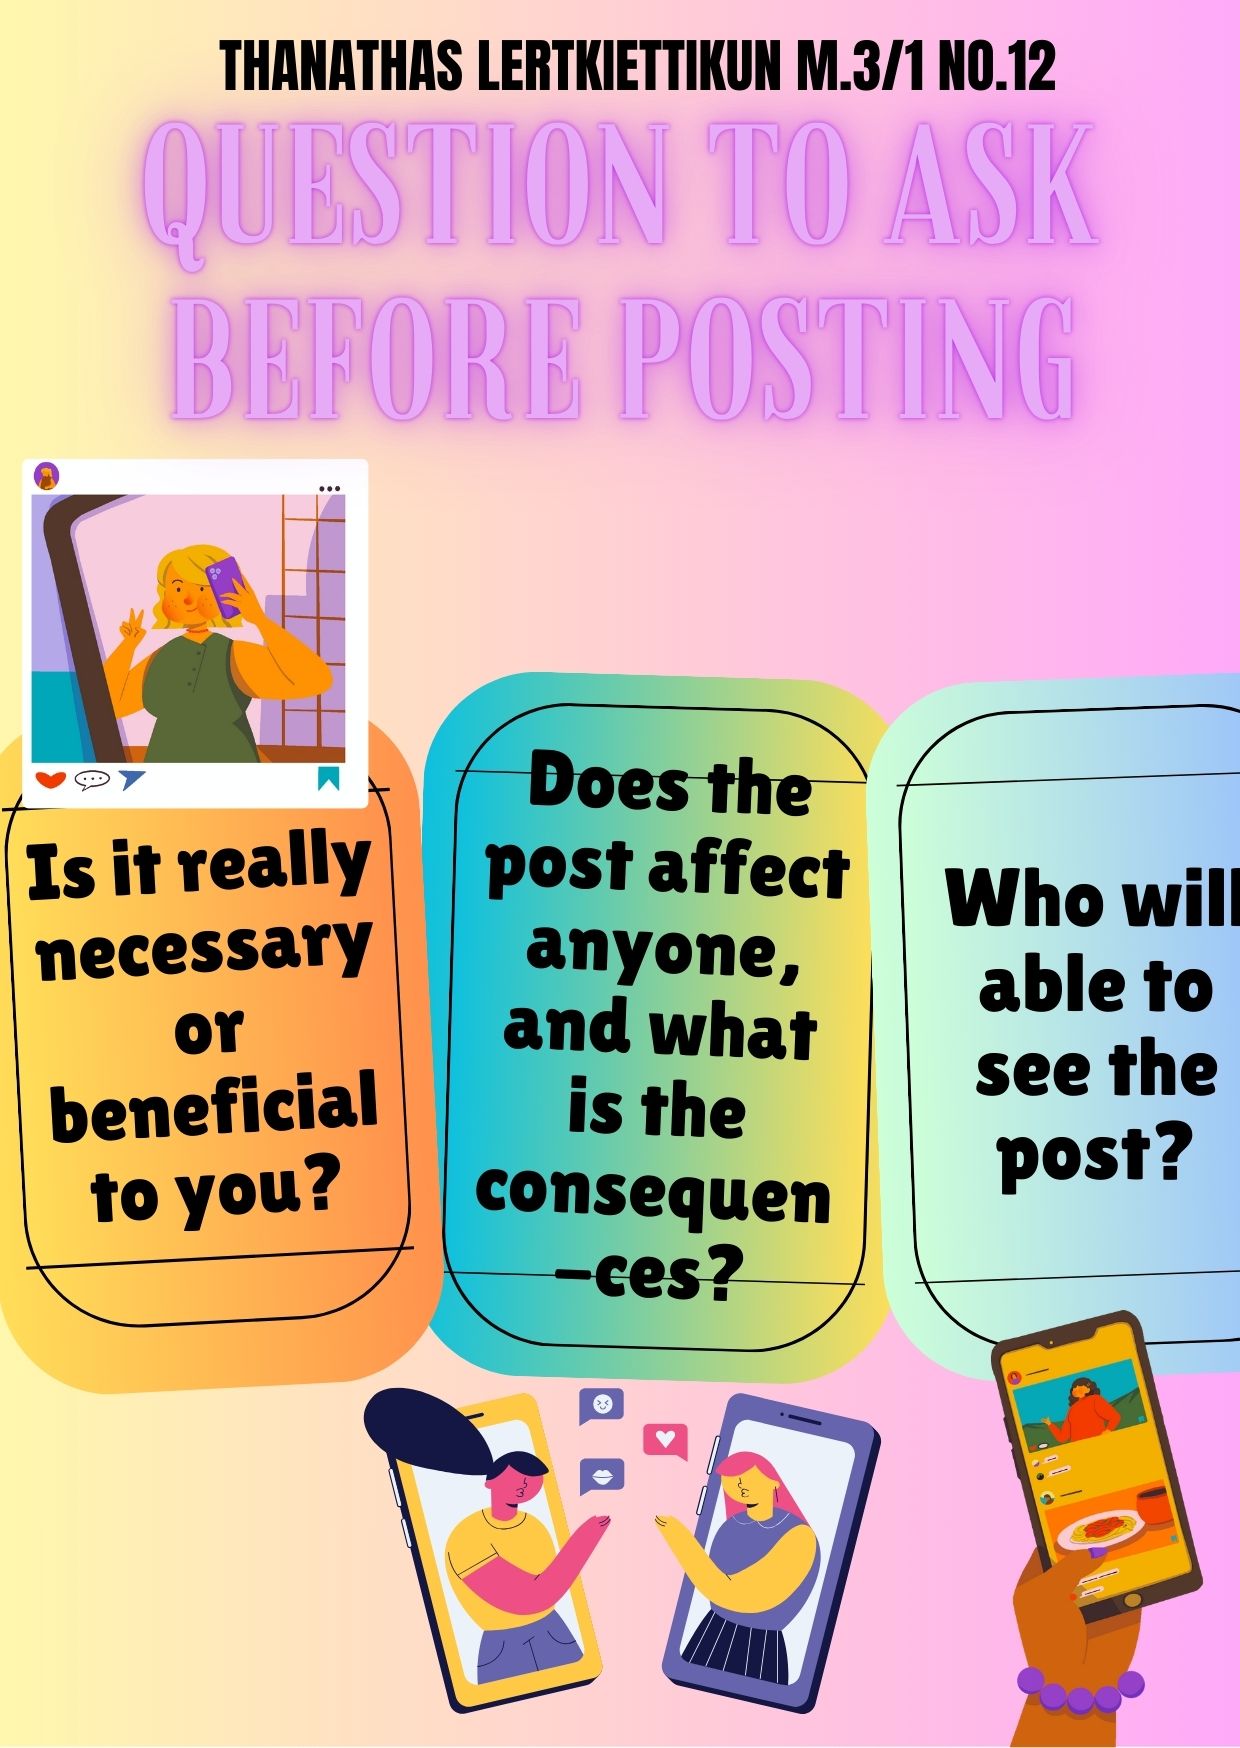 THANATHAS LERTKIETTIKUN M.3/1 NO.12
QUESTION TO ASK
BEFORE POSTING
Is it really
necessary
or
beneficial
to you?
Does the
post affect
anyone,
and what
is the
consequen
-ces?
Who will
able to
see the
post?